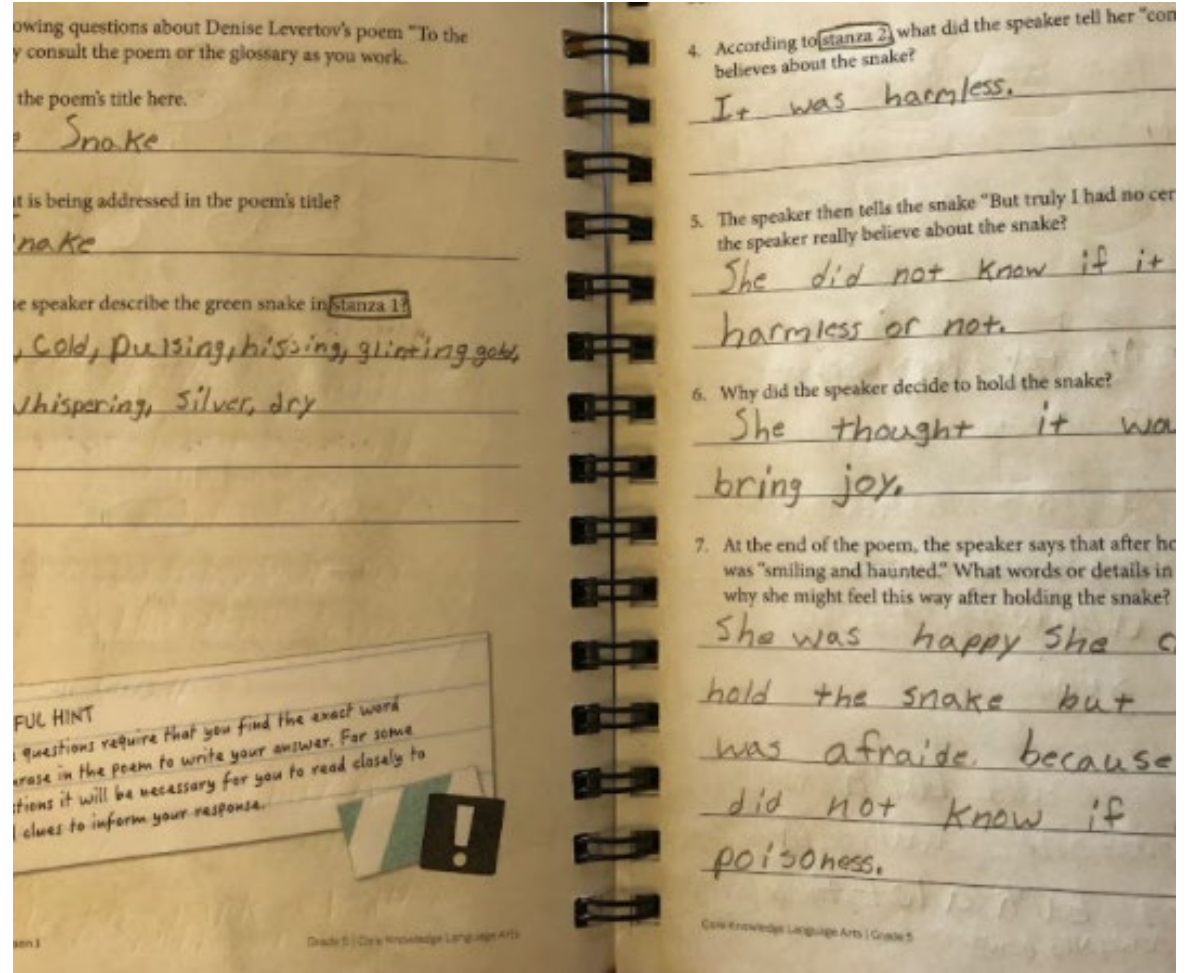 owing questions about Denise Levertov's poem "To the
y consult the poem or the glossary as you work.
the poem's title here.
e Snake
t is being addressed in the poem's title?
nake
e speaker describe the green snake in stanza 1?
, Cold, pulsing, hissing, glinting gold,
whispering, silver, dry
FUL HINT
questions require that you find the exact word
rase in the poem to write your answer. For some
tions it will be necessary for you to read closely to
clues to inform your response.
son 1
Grade 5 | Core Knowledge Language Arts
4. According to stanza 2, what did the speaker tell her "com
believes about the snake?
It was harmless.
5. The speaker then tells the snake "But truly I had no cer
the speaker really believe about the snake?
She did not know if it
harmless or not.
6. Why did the speaker decide to hold the snake?
She thought it wa
bring joy.
7. At the end of the poem, the speaker says that after ho
was "smiling and haunted." What words or details in
why she might feel this way after holding the snake?
She was happy she c
hold the snake but
was afraide. because
did not know if
poisoness.
Core Knowledge Language Arts | Grade 5